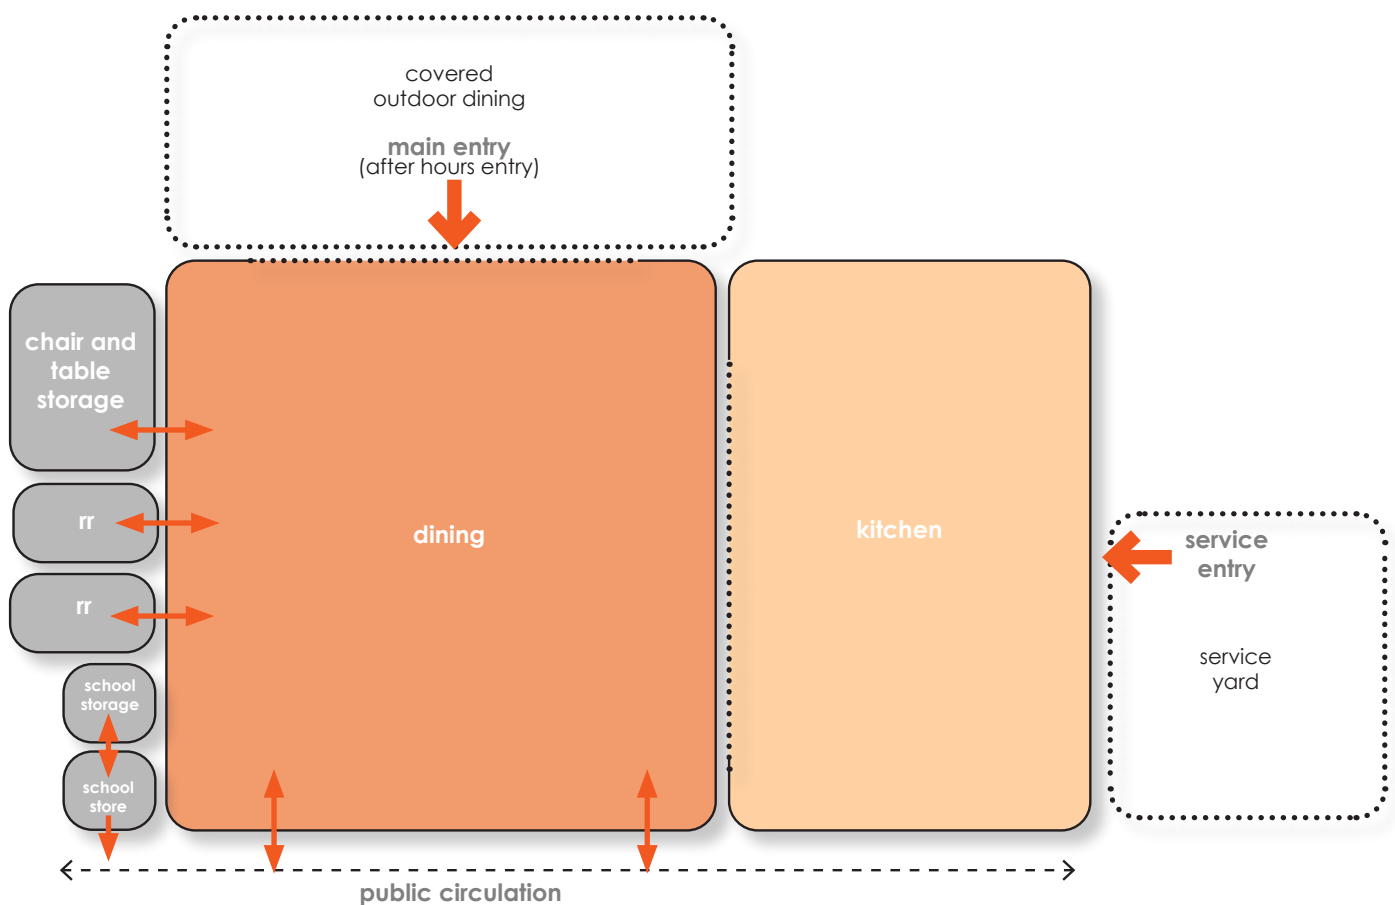 covered
outdoor dining
main entry
(after hours entry)
chair and
table
storage
rr
rr
school
storage
school
store
dining
kitchen
service
entry
service
yard
public circulation